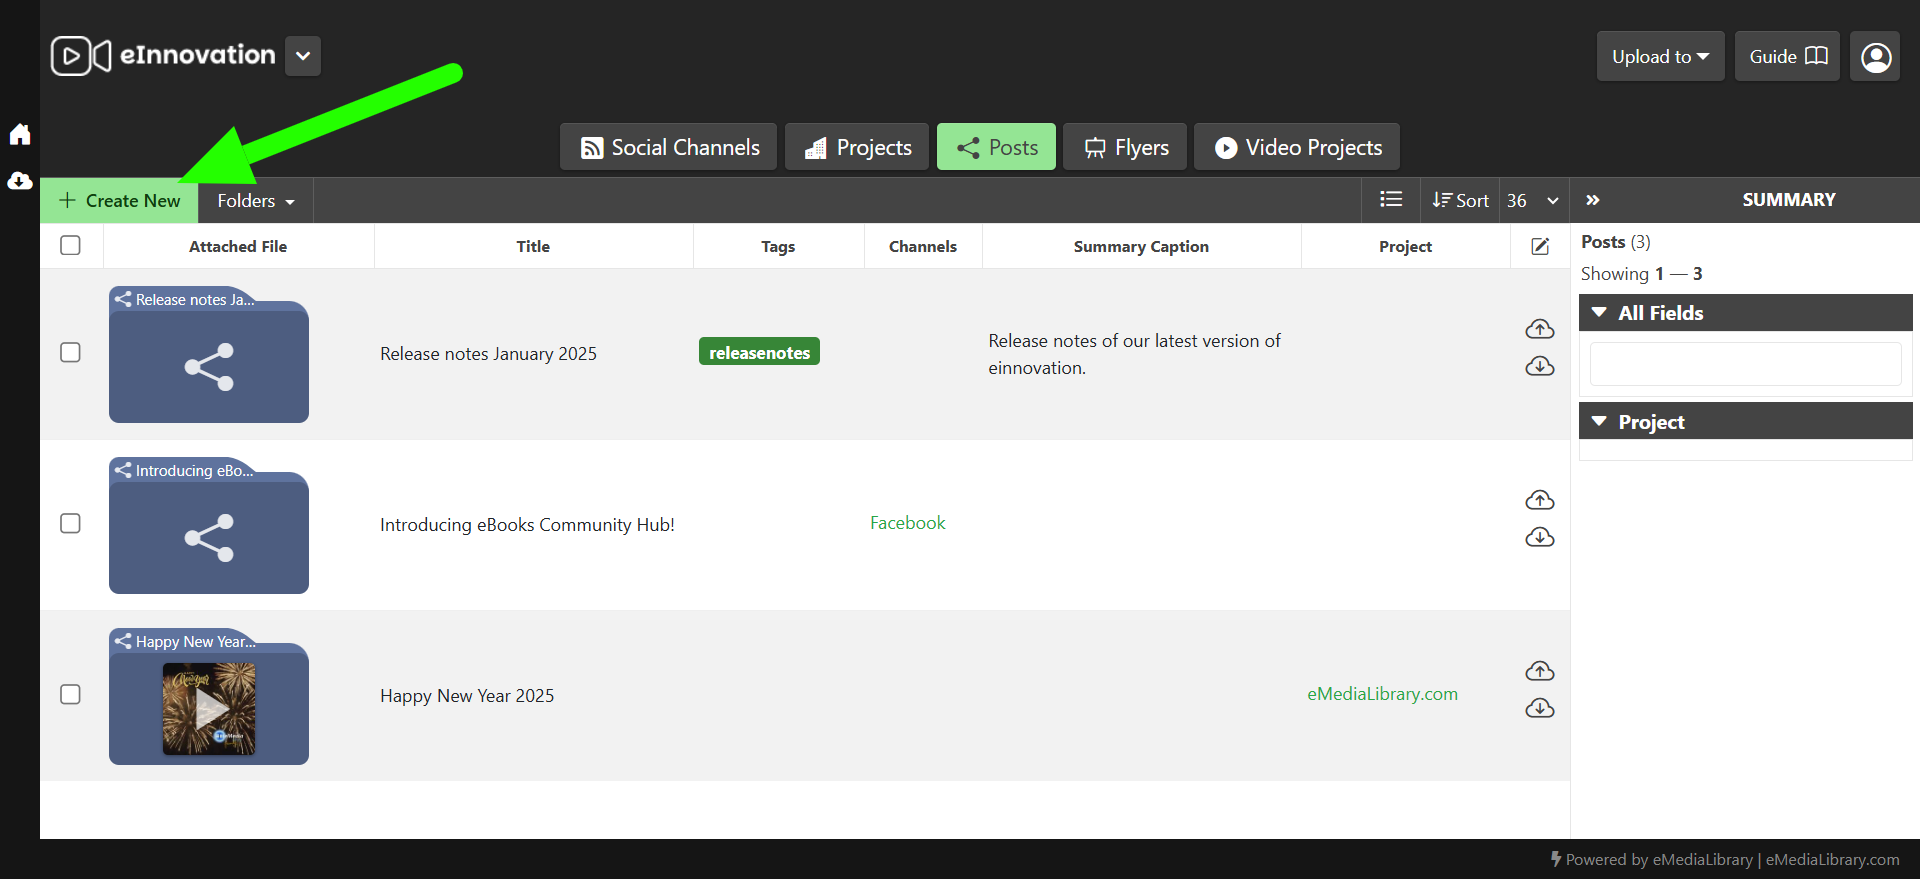 eInnovation
Upload to
Guide
Social Channels
Projects
Posts
Flyers
Video Projects
+ Create New
Folders
Sort
36
»
SUMMARY
Attached File
Title
Tags
Channels
Summary Caption
Project
Posts (3)
Showing 1 — 3
All Fields
Project
Release notes Ja...
Release notes January 2025
releasenotes
Release notes of our latest version of
einnovation.
Introducing eBo...
Introducing eBooks Community Hub!
Facebook
Happy New Year...
Happy New Year 2025
eMediaLibrary.com
Powered by eMediaLibrary | eMediaLibrary.com